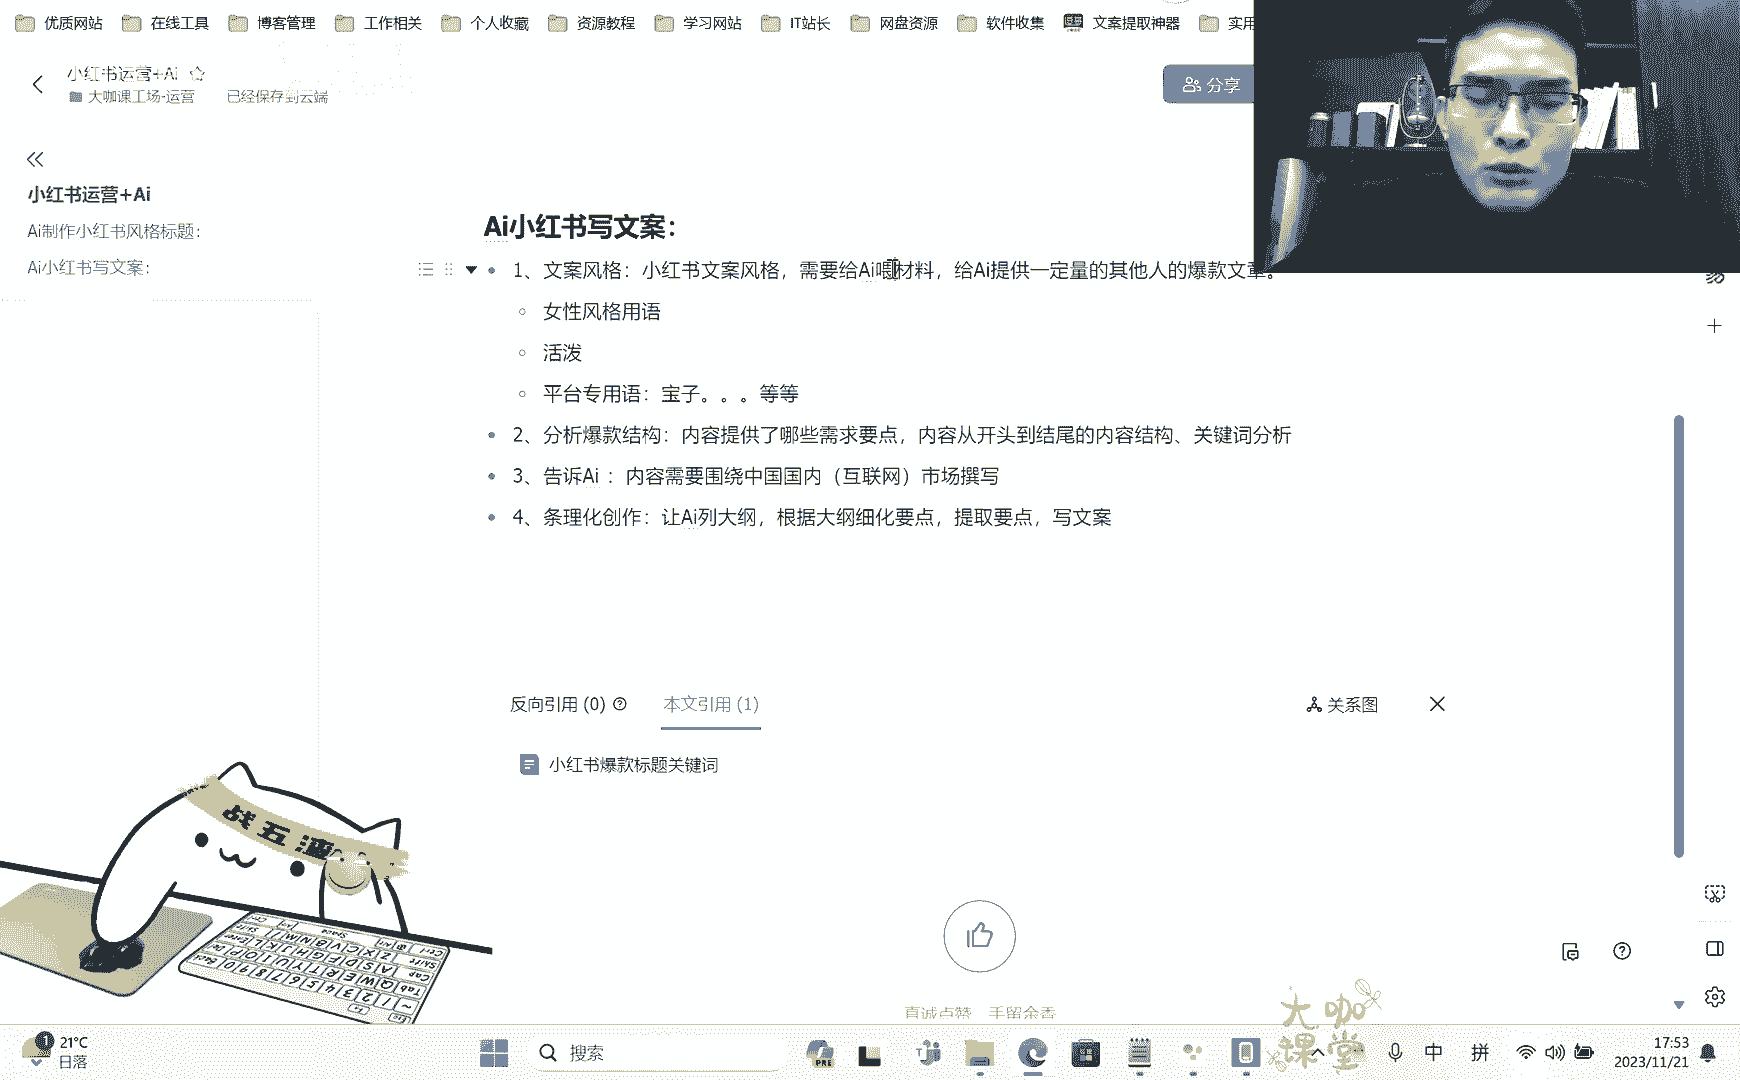 优质网站 在线工具 博客管理 工作相关 个人收藏 资源教程 学习网站 IT站长 网盘资源 软件收集 文案提取神器 实用
小红书运营+Ai
大咖课工场-运营 已经保存到云端
分享
小红书运营+Ai
Ai制作小红书风格标题：
Ai小红书写文案：
Ai小红书写文案：
1、文案风格：小红书文案风格，需要给Ai喂材料，给Ai提供一定量的其他人的爆款文章。
女性风格用语
活泼
平台专用语：宝子。。。等等
2、分析爆款结构：内容提供了哪些需求要点，内容从开头到结尾的内容结构、关键词分析
3、告诉Ai ：内容需要围绕中国国内（互联网）市场撰写
4、条理化创作：让Ai列大纲，根据大纲细化要点，提取要点，写文案
反向引用 (0) 本文引用 (1) 关系图
小红书爆款标题关键词
战五渣
真诚点赞 手留余香
大咖
课堂
1 21°C
日落
搜索
PRE
中 拼
17:53
2023/11/21